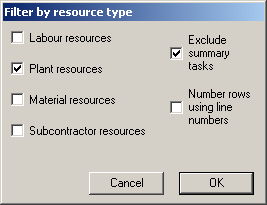 Filter by resource type
Labour resources
Plant resources
Material resources
Subcontractor resources
Exclude
summary
tasks
Number rows
using line
numbers
Cancel
OK